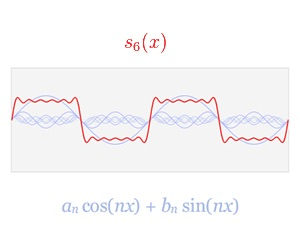 s₆(x)
aₙ cos(nx) + bₙ sin(nx)